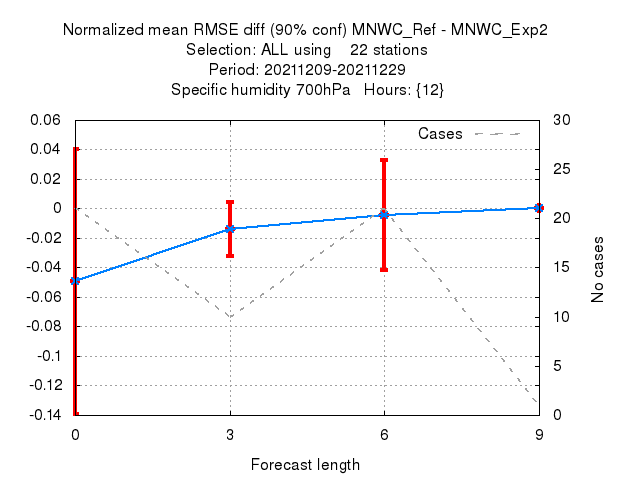 Normalized mean RMSE diff (90% conf) MNWC_Ref - MNWC_Exp2
Selection: ALL using    22 stations
Period: 20211209-20211229
Specific humidity 700hPa   Hours: {12}
Cases
0.06
0.04
0.02
0
-0.02
-0.04
-0.06
-0.08
-0.1
-0.12
-0.14
30
25
20
15
10
5
0
No cases
0 3 6 9
Forecast length